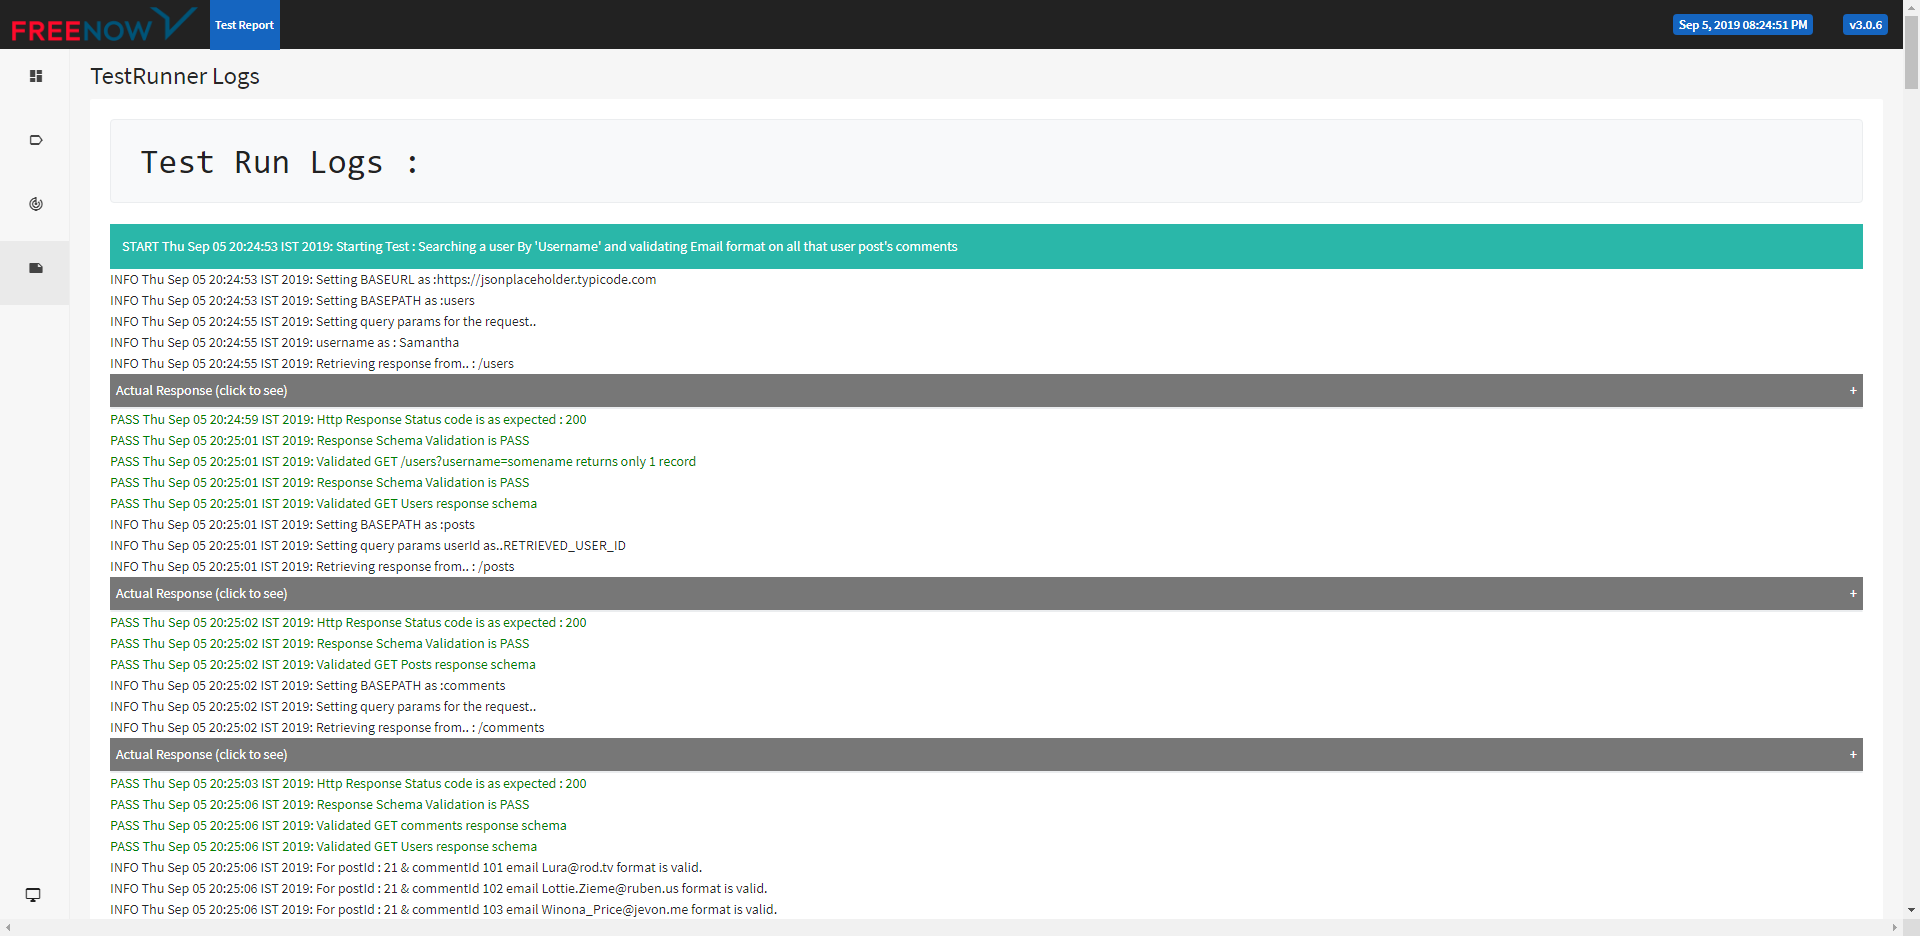 FREENOW
Test Report
Sep 5, 2019 08:24:51 PM
v3.0.6
TestRunner Logs
Test Run Logs :
START Thu Sep 05 20:24:53 IST 2019: Starting Test : Searching a user By 'Username' and validating Email format on all that user post's comments
INFO Thu Sep 05 20:24:53 IST 2019: Setting BASEURL as :https://jsonplaceholder.typicode.com
INFO Thu Sep 05 20:24:53 IST 2019: Setting BASEPATH as :users
INFO Thu Sep 05 20:24:55 IST 2019: Setting query params for the request..
INFO Thu Sep 05 20:24:55 IST 2019: username as : Samantha
INFO Thu Sep 05 20:24:55 IST 2019: Retrieving response from.. : /users
Actual Response (click to see) +
PASS Thu Sep 05 20:24:59 IST 2019: Http Response Status code is as expected : 200
PASS Thu Sep 05 20:25:01 IST 2019: Response Schema Validation is PASS
PASS Thu Sep 05 20:25:01 IST 2019: Validated GET /users?username=somename returns only 1 record
PASS Thu Sep 05 20:25:01 IST 2019: Response Schema Validation is PASS
PASS Thu Sep 05 20:25:01 IST 2019: Validated GET Users response schema
INFO Thu Sep 05 20:25:01 IST 2019: Setting BASEPATH as :posts
INFO Thu Sep 05 20:25:01 IST 2019: Setting query params userId as..RETRIEVED_USER_ID
INFO Thu Sep 05 20:25:01 IST 2019: Retrieving response from.. : /posts
Actual Response (click to see) +
PASS Thu Sep 05 20:25:02 IST 2019: Http Response Status code is as expected : 200
PASS Thu Sep 05 20:25:02 IST 2019: Response Schema Validation is PASS
PASS Thu Sep 05 20:25:02 IST 2019: Validated GET Posts response schema
INFO Thu Sep 05 20:25:02 IST 2019: Setting BASEPATH as :comments
INFO Thu Sep 05 20:25:02 IST 2019: Setting query params for the request..
INFO Thu Sep 05 20:25:02 IST 2019: Retrieving response from.. : /comments
Actual Response (click to see) +
PASS Thu Sep 05 20:25:03 IST 2019: Http Response Status code is as expected : 200
PASS Thu Sep 05 20:25:06 IST 2019: Response Schema Validation is PASS
PASS Thu Sep 05 20:25:06 IST 2019: Validated GET comments response schema
PASS Thu Sep 05 20:25:06 IST 2019: Validated GET Users response schema
INFO Thu Sep 05 20:25:06 IST 2019: For postId : 21 & commentId 101 email Lura@rod.tv format is valid.
INFO Thu Sep 05 20:25:06 IST 2019: For postId : 21 & commentId 102 email Lottie.Zieme@ruben.us format is valid.
INFO Thu Sep 05 20:25:06 IST 2019: For postId : 21 & commentId 103 email Winona_Price@jevon.me format is valid.